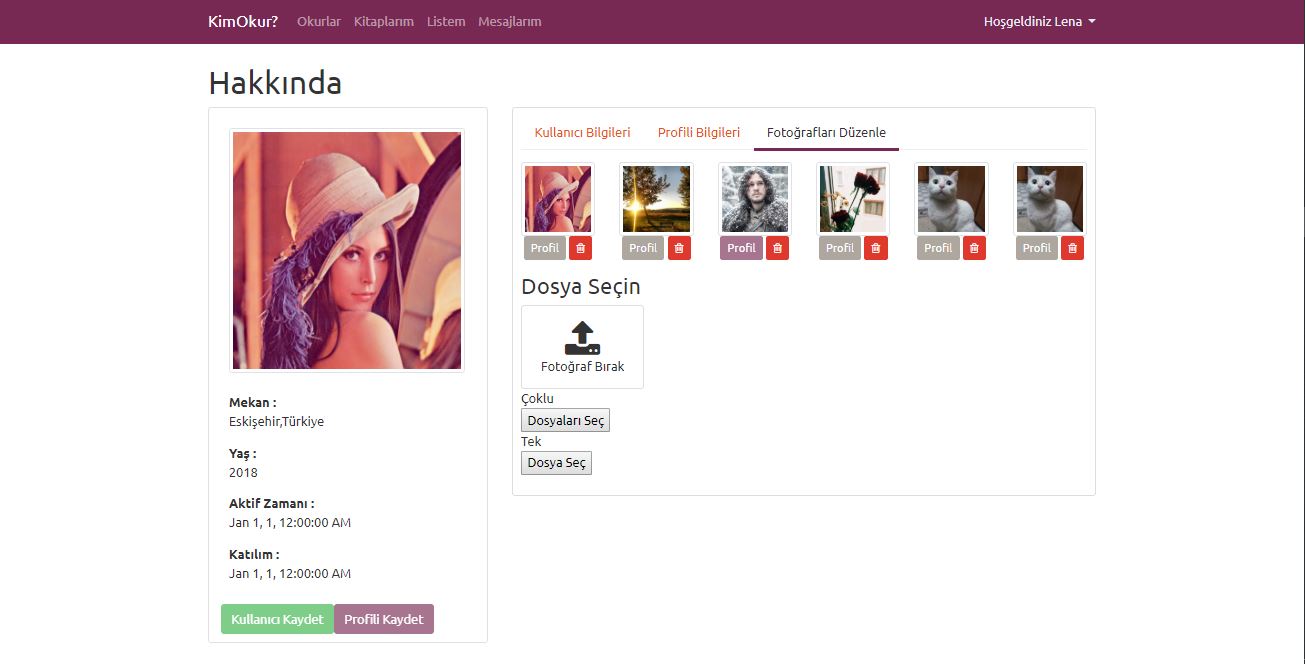 KimOkur? Okurlar Kitaplarım Listem Mesajlarım Hoşgeldiniz Lena
Hakkında
Mekan :
Eskişehir,Türkiye
Yaş :
2018
Aktif Zamanı :
Jan 1, 1, 12:00:00 AM
Katılım :
Jan 1, 1, 12:00:00 AM
Kullanıcı Kaydet Profili Kaydet
Kullanıcı Bilgileri Profili Bilgileri Fotoğrafları Düzenle
Profil Profil Profil Profil Profil Profil
Dosya Seçin
Fotoğraf Bırak
Çoklu
Dosyaları Seç
Tek
Dosya Seç